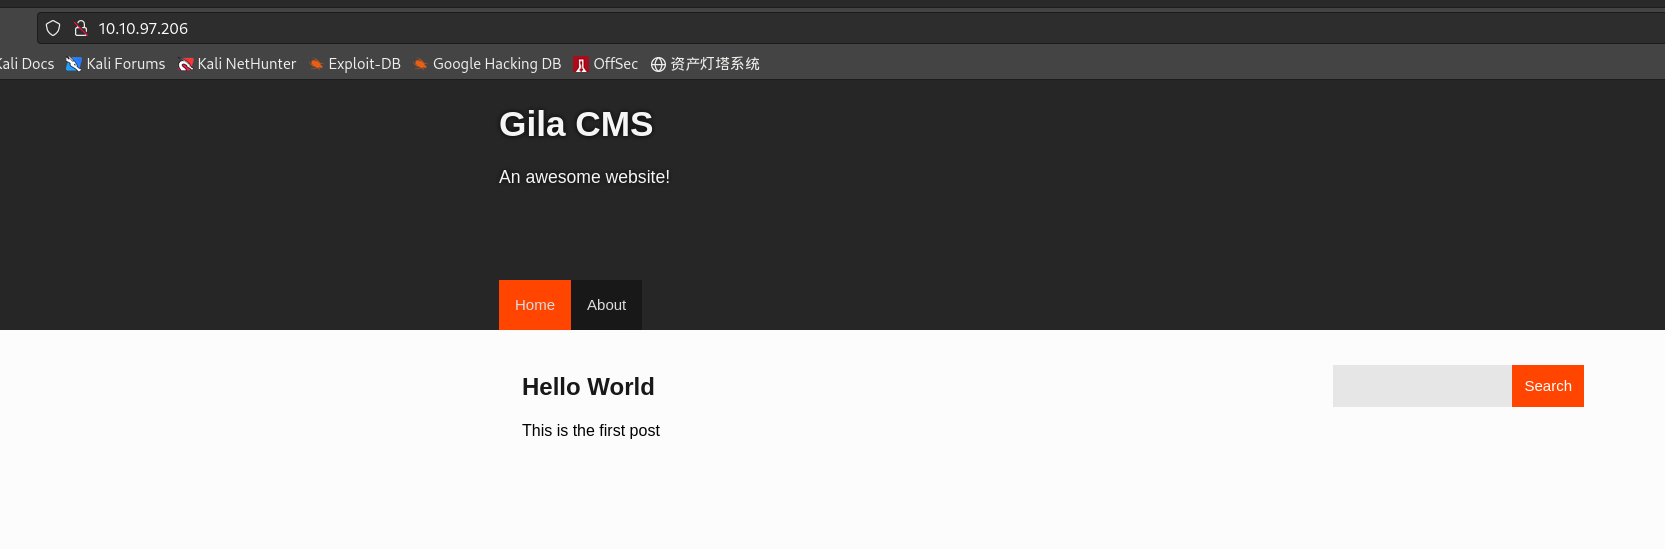 10.10.97.206
Kali Docs Kali Forums Kali NetHunter Exploit-DB Google Hacking DB OffSec 资产灯塔系统
Gila CMS
An awesome website!
Home About
Hello World
Search
This is the first post